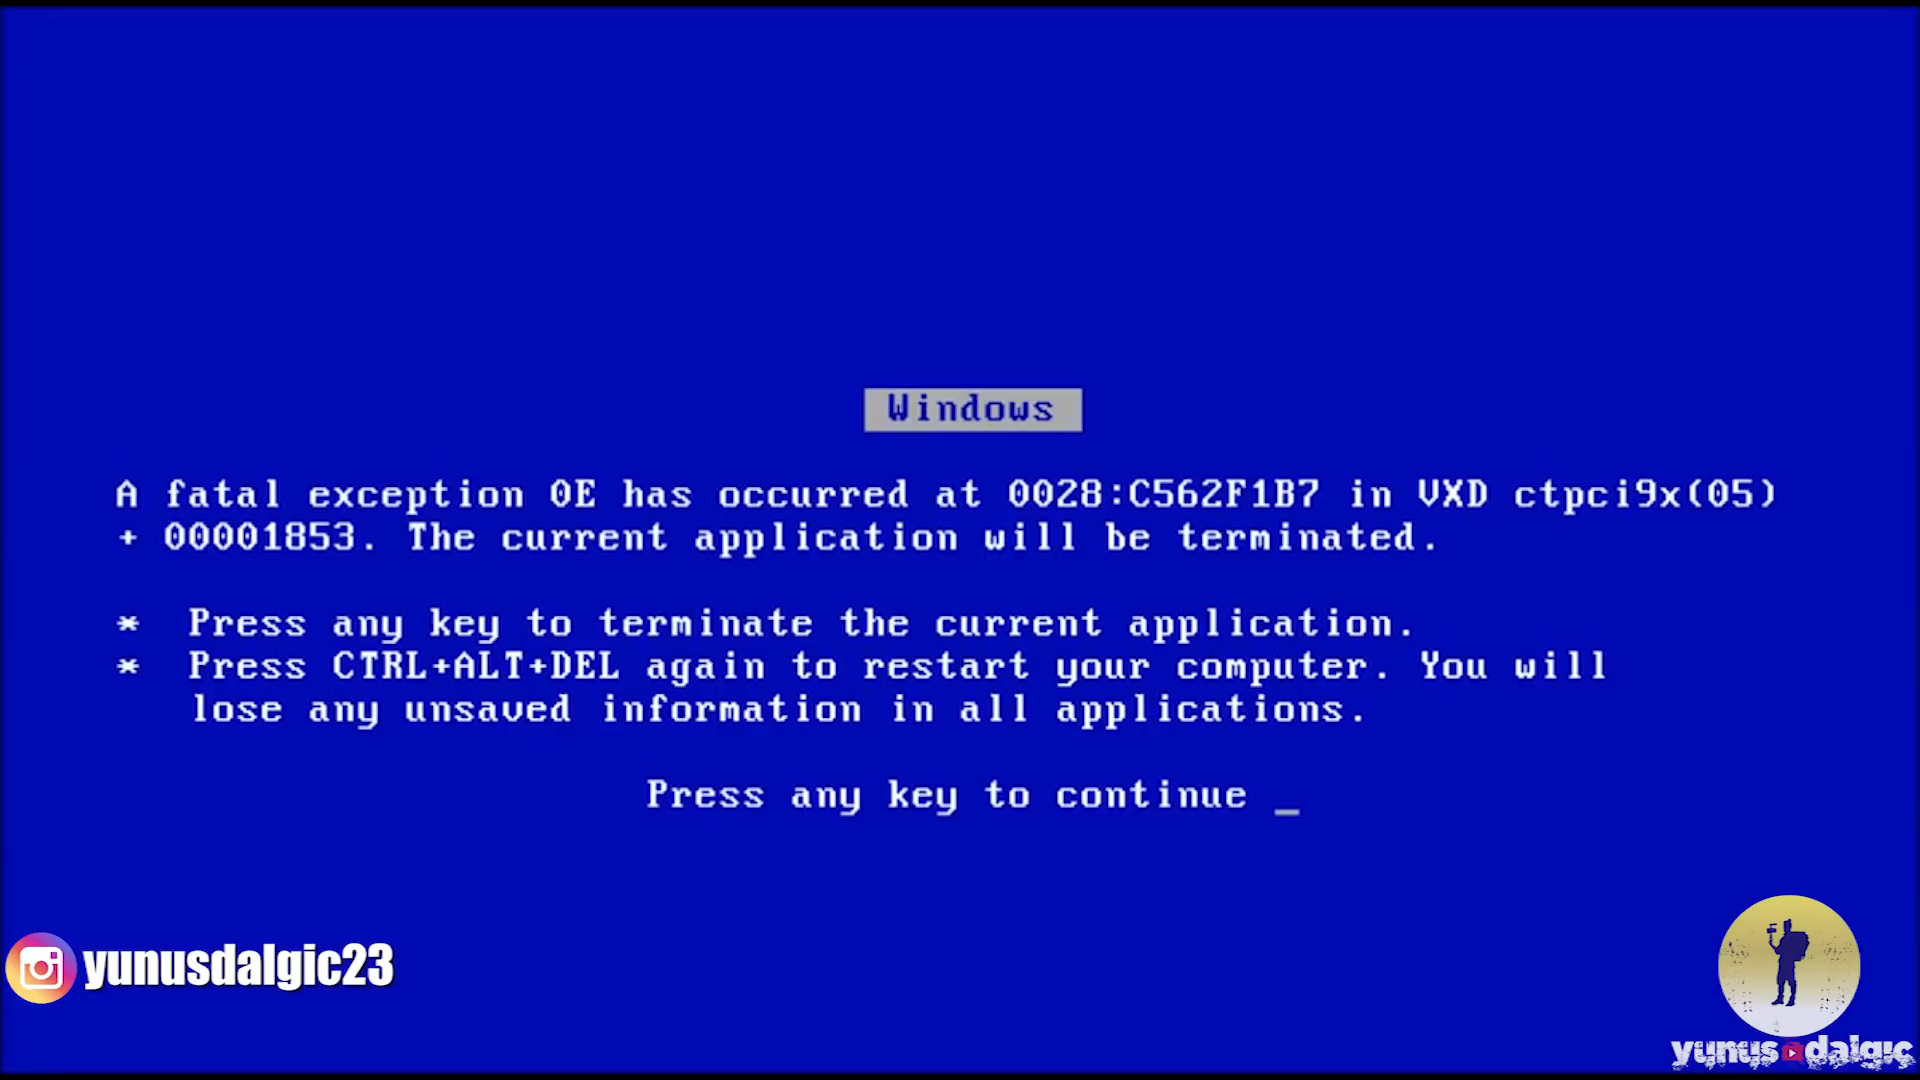 Windows
A fatal exception 0E has occurred at 0028:C562F1B7 in VXD ctpci9x(05)
+ 00001853. The current application will be terminated.
* Press any key to terminate the current application.
* Press CTRL+ALT+DEL again to restart your computer. You will
lose any unsaved information in all applications.
Press any key to continue _
yunusdalgic23
yunus dalgic